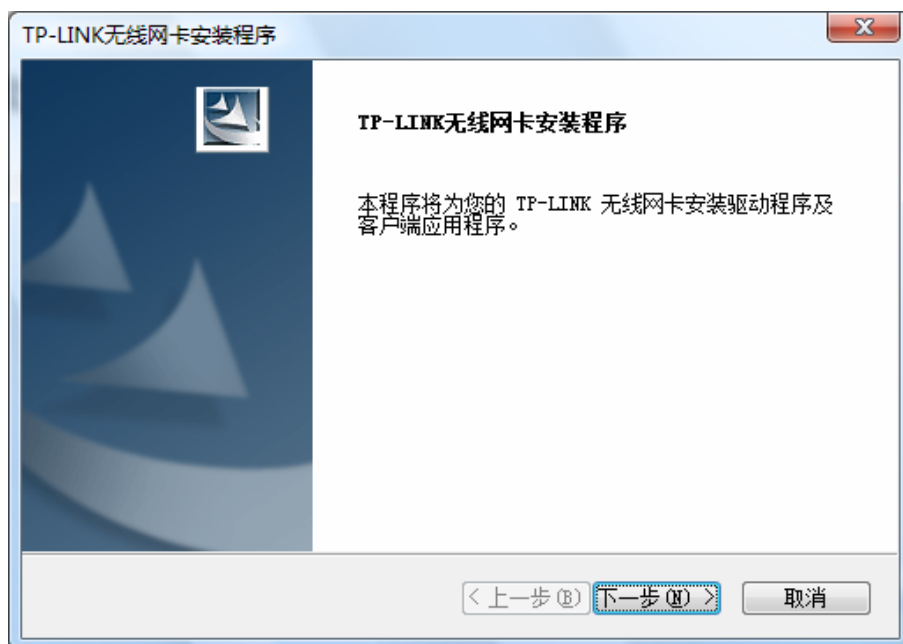 TP-LINK无线网卡安装程序
TP-LINK无线网卡安装程序
本程序将为您的 TP-LINK 无线网卡安装驱动程序及
客户端应用程序。
< 上一步(B) 下一步(N) > 取消